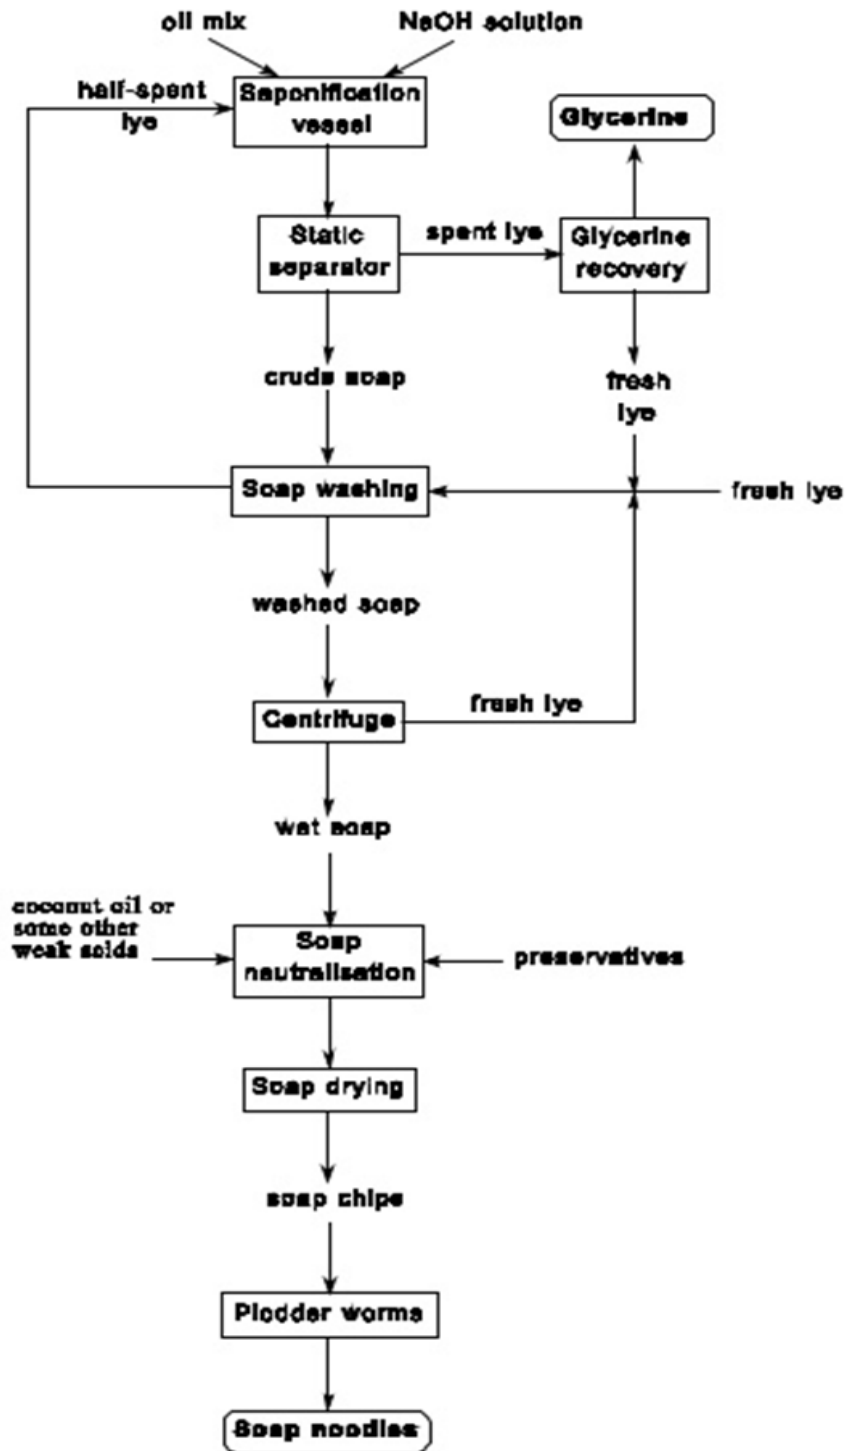 oil mix
NaOH solution
half-spent
lye
Saponification
vessel
Glycerine
Static
separator
spent lye
Glycerine
recovery
crude soap
fresh
lye
Soap washing
fresh lye
washed soap
Centrifuge
fresh lye
wet soap
coconut oil or
some other
weak acids
Soap
neutralisation
preservatives
Soap drying
soap chips
Plodder worms
Soap noodles